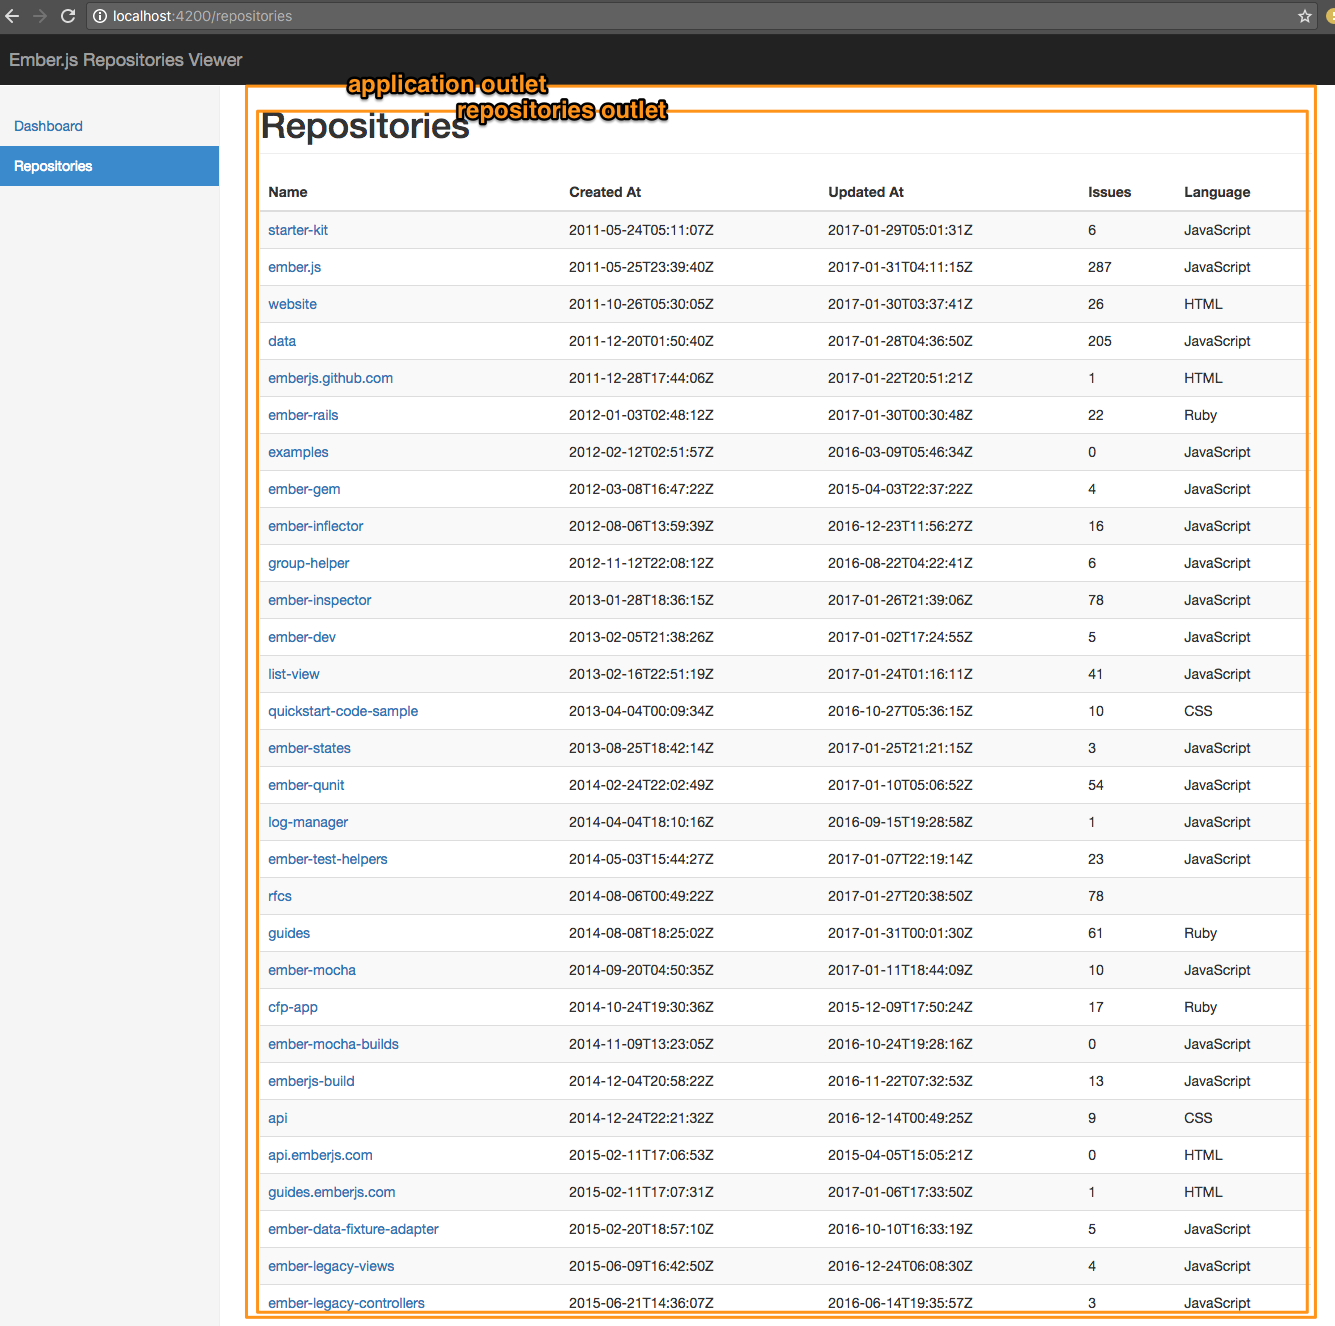 localhost:4200/repositories
Ember.js Repositories Viewer
application outlet
repositories outlet
Dashboard
Repositories
Repositories
Name Created At Updated At Issues Language
starter-kit 2011-05-24T05:11:07Z 2017-01-29T05:01:31Z 6 JavaScript
ember.js 2011-05-25T23:39:40Z 2017-01-31T04:11:15Z 287 JavaScript
website 2011-10-26T05:30:05Z 2017-01-30T03:37:41Z 26 HTML
data 2011-12-20T01:50:40Z 2017-01-28T04:36:50Z 205 JavaScript
emberjs.github.com 2011-12-28T17:44:06Z 2017-01-22T20:51:21Z 1 HTML
ember-rails 2012-01-03T02:48:12Z 2017-01-30T00:30:48Z 22 Ruby
examples 2012-02-12T02:51:57Z 2016-03-09T05:46:34Z 0 JavaScript
ember-gem 2012-03-08T16:47:22Z 2015-04-03T22:37:22Z 4 JavaScript
ember-inflector 2012-08-06T13:59:39Z 2016-12-23T11:56:27Z 16 JavaScript
group-helper 2012-11-12T22:08:12Z 2016-08-22T04:22:41Z 6 JavaScript
ember-inspector 2013-01-28T18:36:15Z 2017-01-26T21:39:06Z 78 JavaScript
ember-dev 2013-02-05T21:38:26Z 2017-01-02T17:24:55Z 5 JavaScript
list-view 2013-02-16T22:51:19Z 2017-01-24T01:16:11Z 41 JavaScript
quickstart-code-sample 2013-04-04T00:09:34Z 2016-10-27T05:36:15Z 10 CSS
ember-states 2013-08-25T18:42:14Z 2017-01-25T21:21:15Z 3 JavaScript
ember-qunit 2014-02-24T22:02:49Z 2017-01-10T05:06:52Z 54 JavaScript
log-manager 2014-04-04T18:10:16Z 2016-09-15T19:28:58Z 1 JavaScript
ember-test-helpers 2014-05-03T15:44:27Z 2017-01-07T22:19:14Z 23 JavaScript
rfcs 2014-08-06T00:49:22Z 2017-01-27T20:38:50Z 78
guides 2014-08-08T18:25:02Z 2017-01-31T00:01:30Z 61 Ruby
ember-mocha 2014-09-20T04:50:35Z 2017-01-11T18:44:09Z 10 JavaScript
cfp-app 2014-10-24T19:30:36Z 2015-12-09T17:50:24Z 17 Ruby
ember-mocha-builds 2014-11-09T13:23:05Z 2016-10-24T19:28:16Z 0 JavaScript
emberjs-build 2014-12-04T20:58:22Z 2016-11-22T07:32:53Z 13 JavaScript
api 2014-12-24T22:21:32Z 2016-12-14T00:49:25Z 9 CSS
api.emberjs.com 2015-02-11T17:06:53Z 2015-04-05T15:05:21Z 0 HTML
guides.emberjs.com 2015-02-11T17:07:31Z 2017-01-06T17:33:50Z 1 HTML
ember-data-fixture-adapter 2015-02-20T18:57:10Z 2016-10-10T16:33:19Z 5 JavaScript
ember-legacy-views 2015-06-09T16:42:50Z 2016-12-24T06:08:30Z 4 JavaScript
ember-legacy-controllers 2015-06-21T14:36:07Z 2016-06-14T19:35:57Z 3 JavaScript